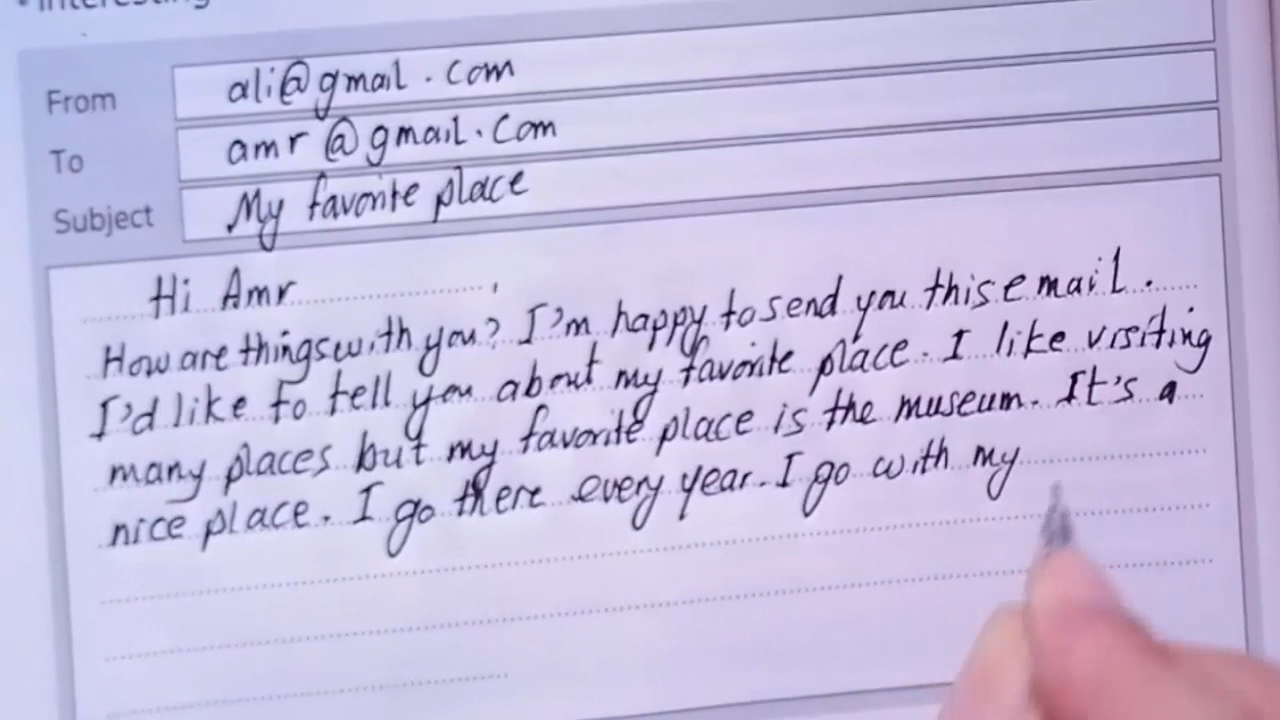 • Interesting
From ali@gmail.com
To amr@gmail.com
Subject My favorite place
Hi Amr,
How are things with you? I'm happy to send you this email.
I'd like to tell you about my favorite place. I like visiting
many places but my favorite place is the museum. It's a
nice place. I go there every year. I go with my